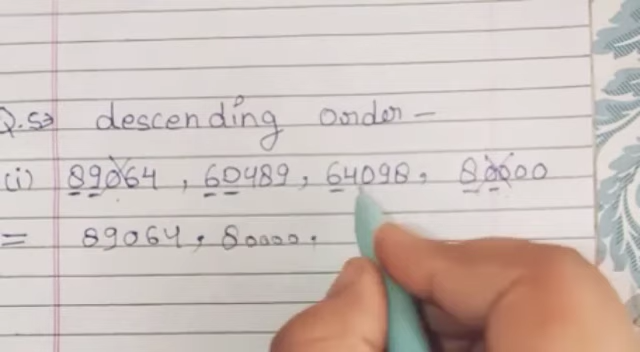 Q.5⇒ descending order –
(i) 89064, 60489, 64098, 80000
= 89064, 80000,